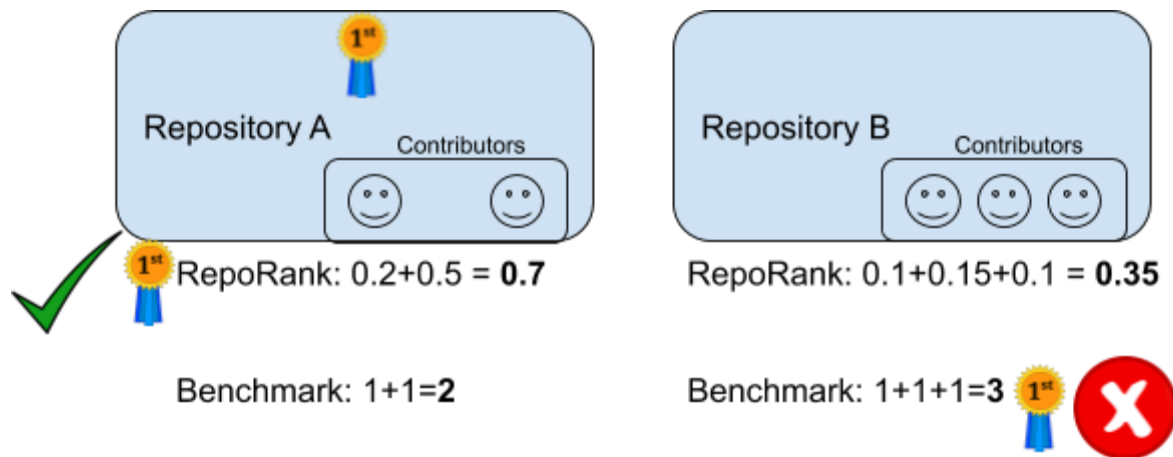 1st
Repository A
Contributors
Repository B
Contributors
1st
RepoRank: 0.2+0.5 = 0.7
RepoRank: 0.1+0.15+0.1 = 0.35
Benchmark: 1+1=2
Benchmark: 1+1+1=3
1st
X